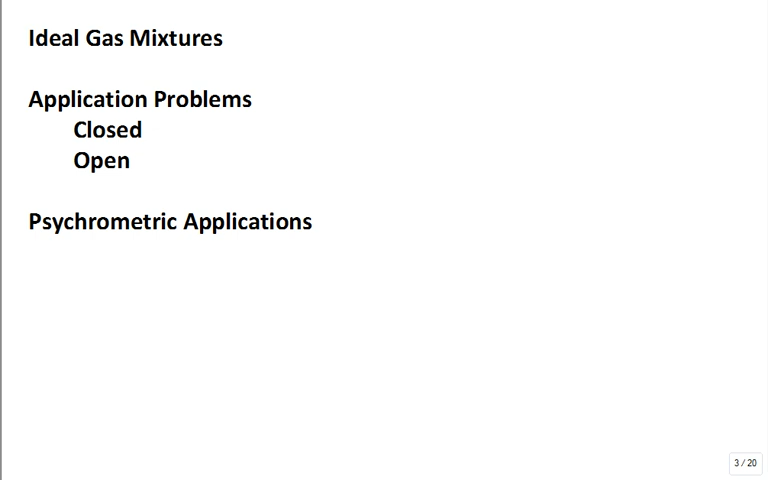 Ideal Gas Mixtures
Application Problems
Closed
Open
Psychrometric Applications
3 / 20